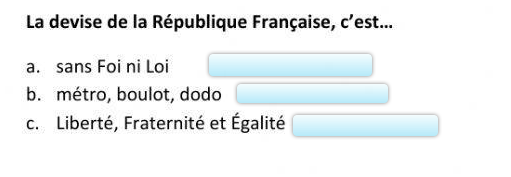 La devise de la République Française, c’est...
a. sans Foi ni Loi
b. métro, boulot, dodo
c. Liberté, Fraternité et Égalité